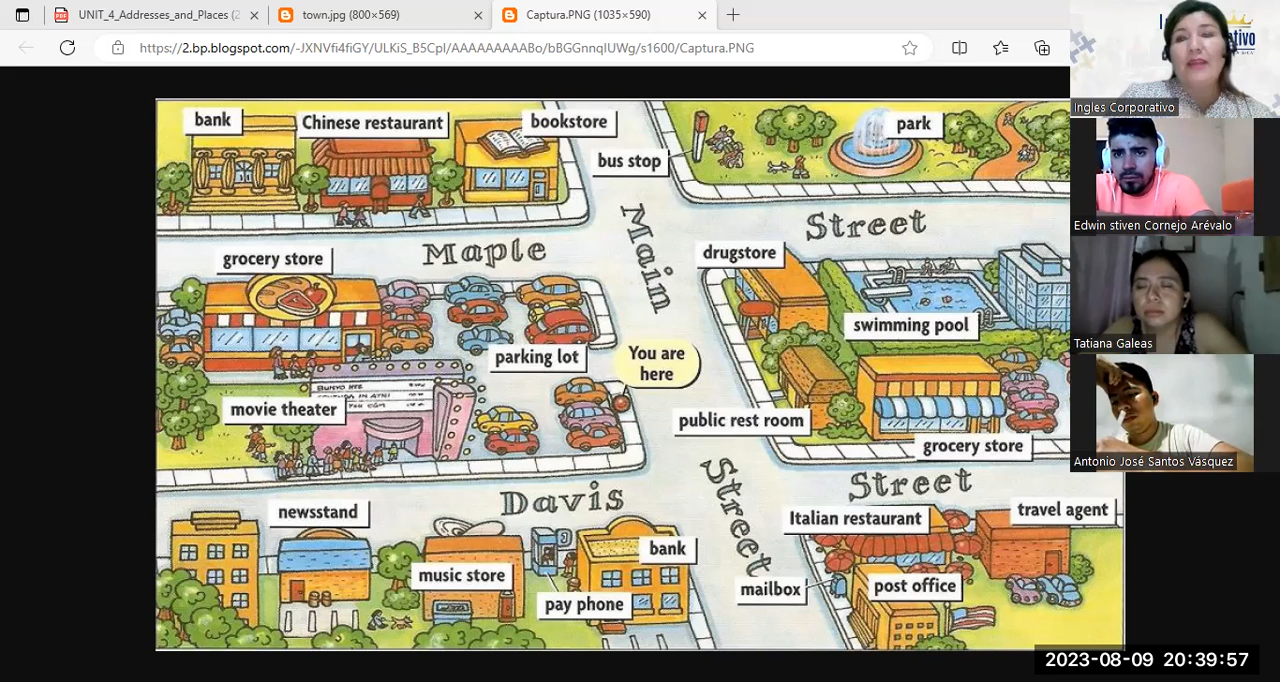 UNIT_4_Addresses_and_Places (2
town.jpg (800×569)
Captura.PNG (1035×590)
https://2.bp.blogspot.com/-JXNVfi4fiGY/ULKiS_B5CpI/AAAAAAAAABo/bBGGnnqIUWg/s1600/Captura.PNG
Ingles Corporativo
Edwin stiven Cornejo Arévalo
Tatiana Galeas
Antonio José Santos Vásquez
bank
Chinese restaurant
bookstore
bus stop
park
Maple
Main
Street
grocery store
drugstore
swimming pool
parking lot
You are
here
movie theater
public rest room
grocery store
Davis
Street
Street
newsstand
music store
pay phone
bank
Italian restaurant
travel agent
mailbox
post office
2023-08-09 20:39:57